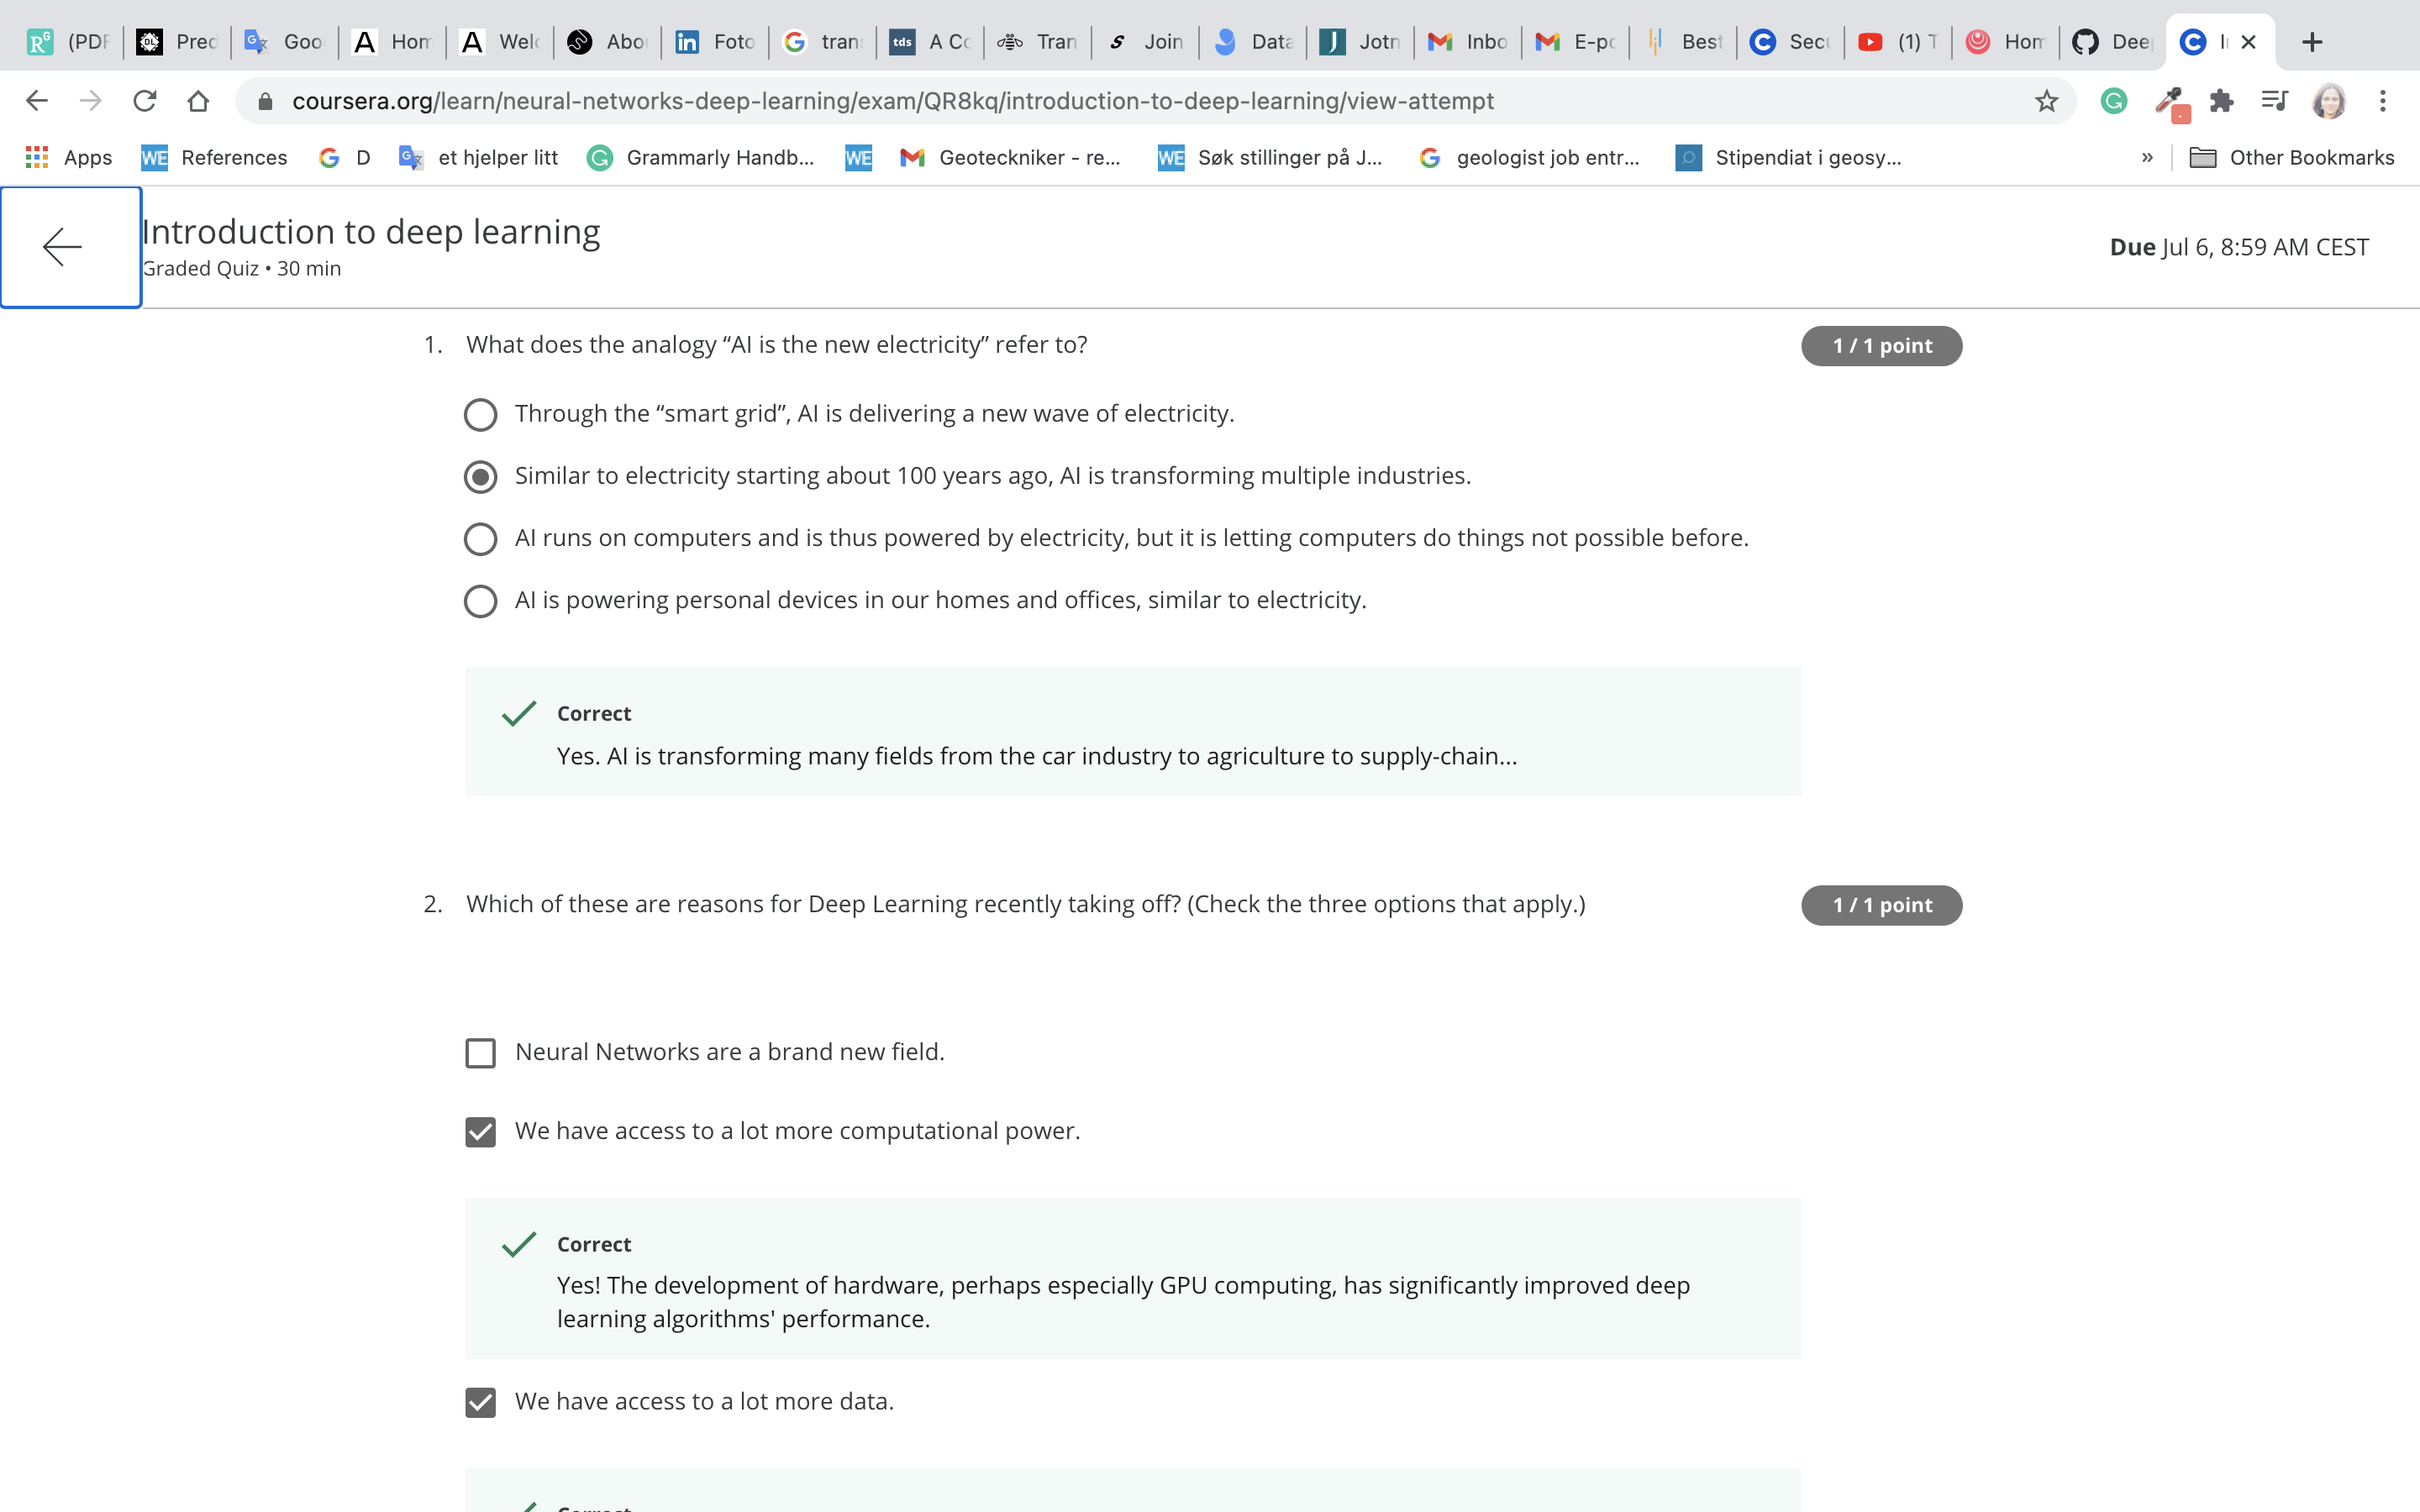 (PDF Pred Goo Hom Welc Abo Foto tran tds A Co Tran Join Data Jotn Inbo E-po Best Secu (1) T Hom Dee
coursera.org/learn/neural-networks-deep-learning/exam/QR8kq/introduction-to-deep-learning/view-attempt
Apps WE References D et hjelper litt Grammarly Handb... WE Geoteckniker - re... WE Søk stillinger på J... geologist job entr... Stipendiat i geosy... » Other Bookmarks
Introduction to deep learning
Graded Quiz • 30 min
Due Jul 6, 8:59 AM CEST
1. What does the analogy “AI is the new electricity” refer to?
1 / 1 point
Through the “smart grid”, AI is delivering a new wave of electricity.
Similar to electricity starting about 100 years ago, AI is transforming multiple industries.
AI runs on computers and is thus powered by electricity, but it is letting computers do things not possible before.
AI is powering personal devices in our homes and offices, similar to electricity.
Correct
Yes. AI is transforming many fields from the car industry to agriculture to supply-chain...
2. Which of these are reasons for Deep Learning recently taking off? (Check the three options that apply.)
1 / 1 point
Neural Networks are a brand new field.
We have access to a lot more computational power.
Correct
Yes! The development of hardware, perhaps especially GPU computing, has significantly improved deep
learning algorithms' performance.
We have access to a lot more data.